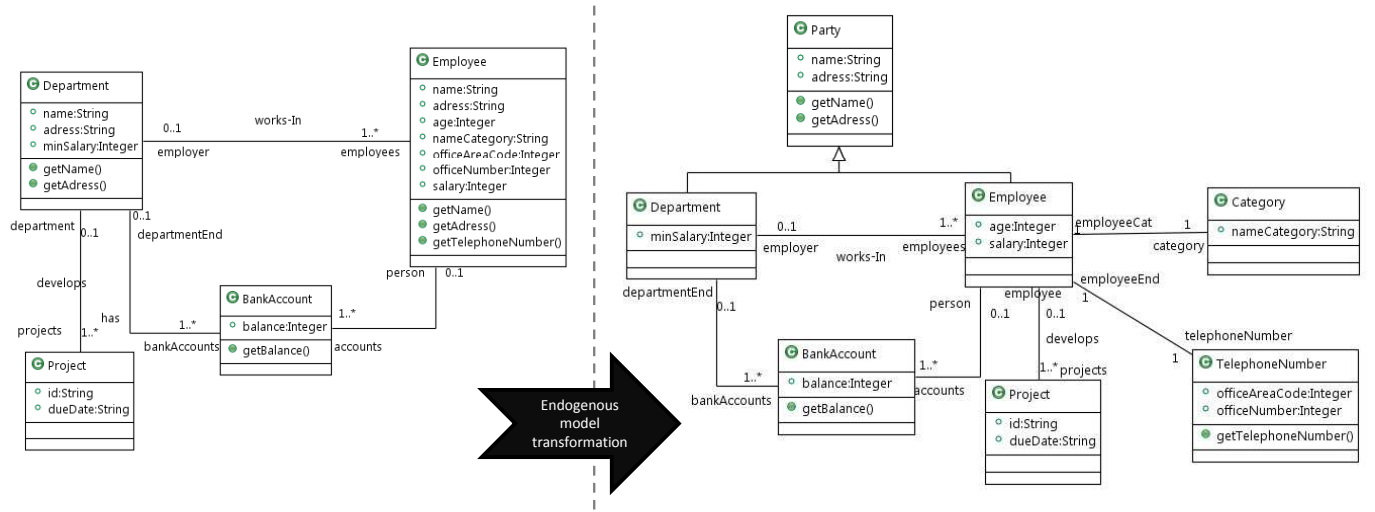 Department
name:String
adress:String
minSalary:Integer
getName()
getAdress()
0..1
works-In
1..*
employer
employees
Employee
name:String
adress:String
age:Integer
nameCategory:String
officeAreaCode:Integer
officeNumber:Integer
salary:Integer
getName()
getAdress()
getTelephoneNumber()
department
0..1
0..1
departmentEnd
develops
has
projects
1..*
1..*
bankAccounts
BankAccount
balance:Integer
getBalance()
person
0..1
1..*
accounts
Project
id:String
dueDate:String
Endogenous
model
transformation
Party
name:String
adress:String
getName()
getAdress()
Department
minSalary:Integer
0..1
1..*
employer
employees
works-In
Employee
age:Integer
salary:Integer
employeeCat
1
1
category
Category
nameCategory:String
departmentEnd
0..1
1..*
bankAccounts
BankAccount
balance:Integer
getBalance()
person
0..1
1..*
accounts
employee
0..1
develops
1..*
projects
Project
id:String
dueDate:String
employeeEnd
1
telephoneNumber
1
TelephoneNumber
officeAreaCode:Integer
officeNumber:Integer
getTelephoneNumber()